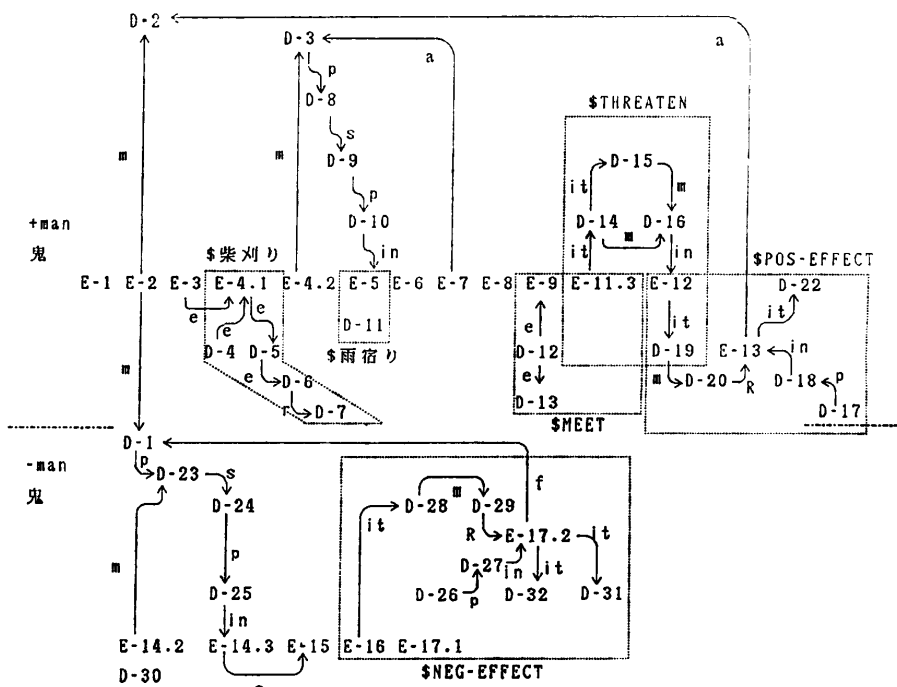 D-2
D-3
a
a
p
D-8
$THREATEN
s
m
m
D-9
D-15
it
m
p
D-10
D-14
D-16
m
+man
鬼
$柴刈り
in
it
in
$POS-EFFECT
E-1 E-2 E-3 E-4.1 E-4.2 E-5 E-6 E-7 E-8 E-9 E-11.3 E-12 D-22
e
e
e
D-11
e
it
it
D-4 D-5
$雨宿り
D-12
D-19 E-13
in
m
e
D-6
e
m
D-20
R
D-18
p
r
D-7
D-13
D-17
$MEET
D-1
-man
鬼
p
D-23
s
f
m
D-24
D-28
D-29
it
R
E-17.2
it
m
p
D-27
in
it
D-25
D-26
p
D-32
D-31
in
E-14.2 E-14.3 E-15 E-16 E-17.1
D-30
$NEG-EFFECT